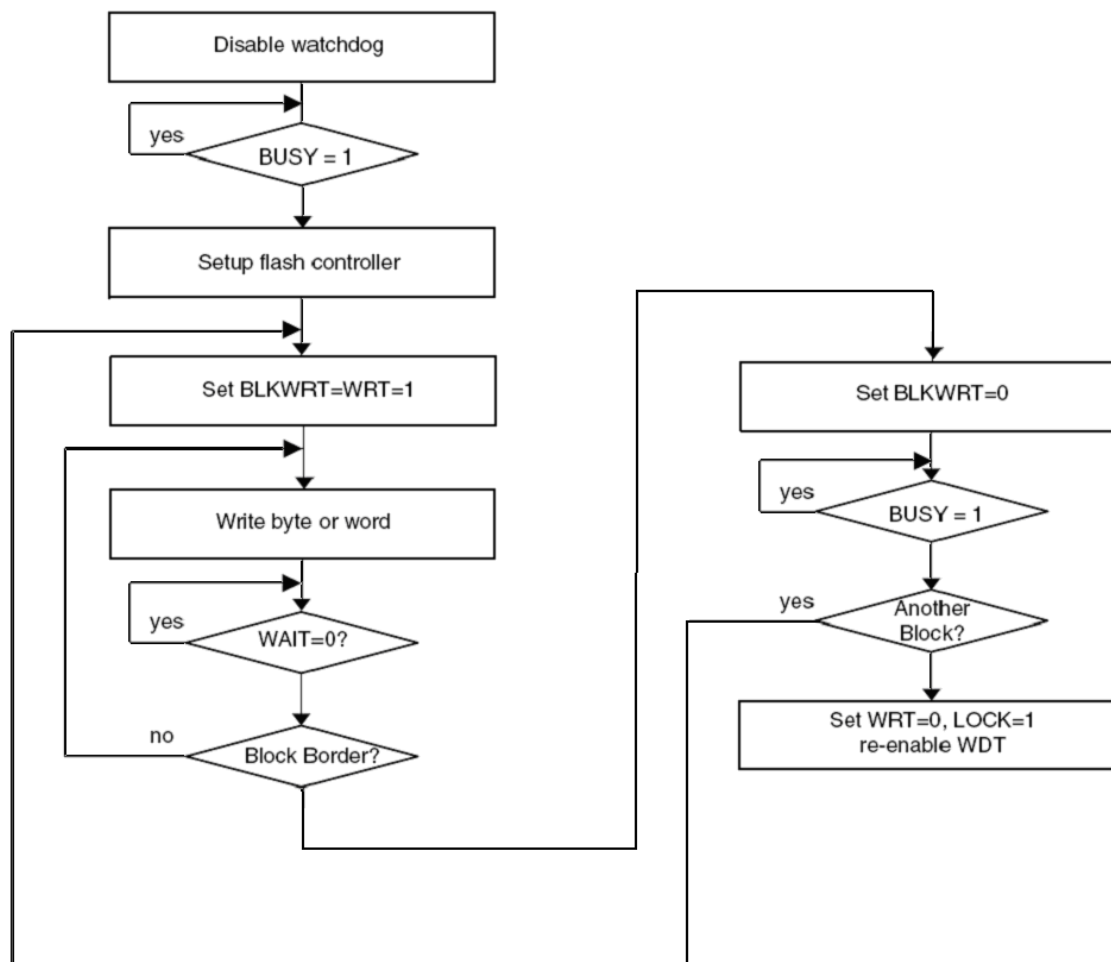 Disable watchdog
yes
BUSY = 1
Setup flash controller
Set BLKWRT=WRT=1
Write byte or word
yes
WAIT=0?
no
Block Border?
Set BLKWRT=0
yes
BUSY = 1
yes
Another
Block?
Set WRT=0, LOCK=1
re-enable WDT